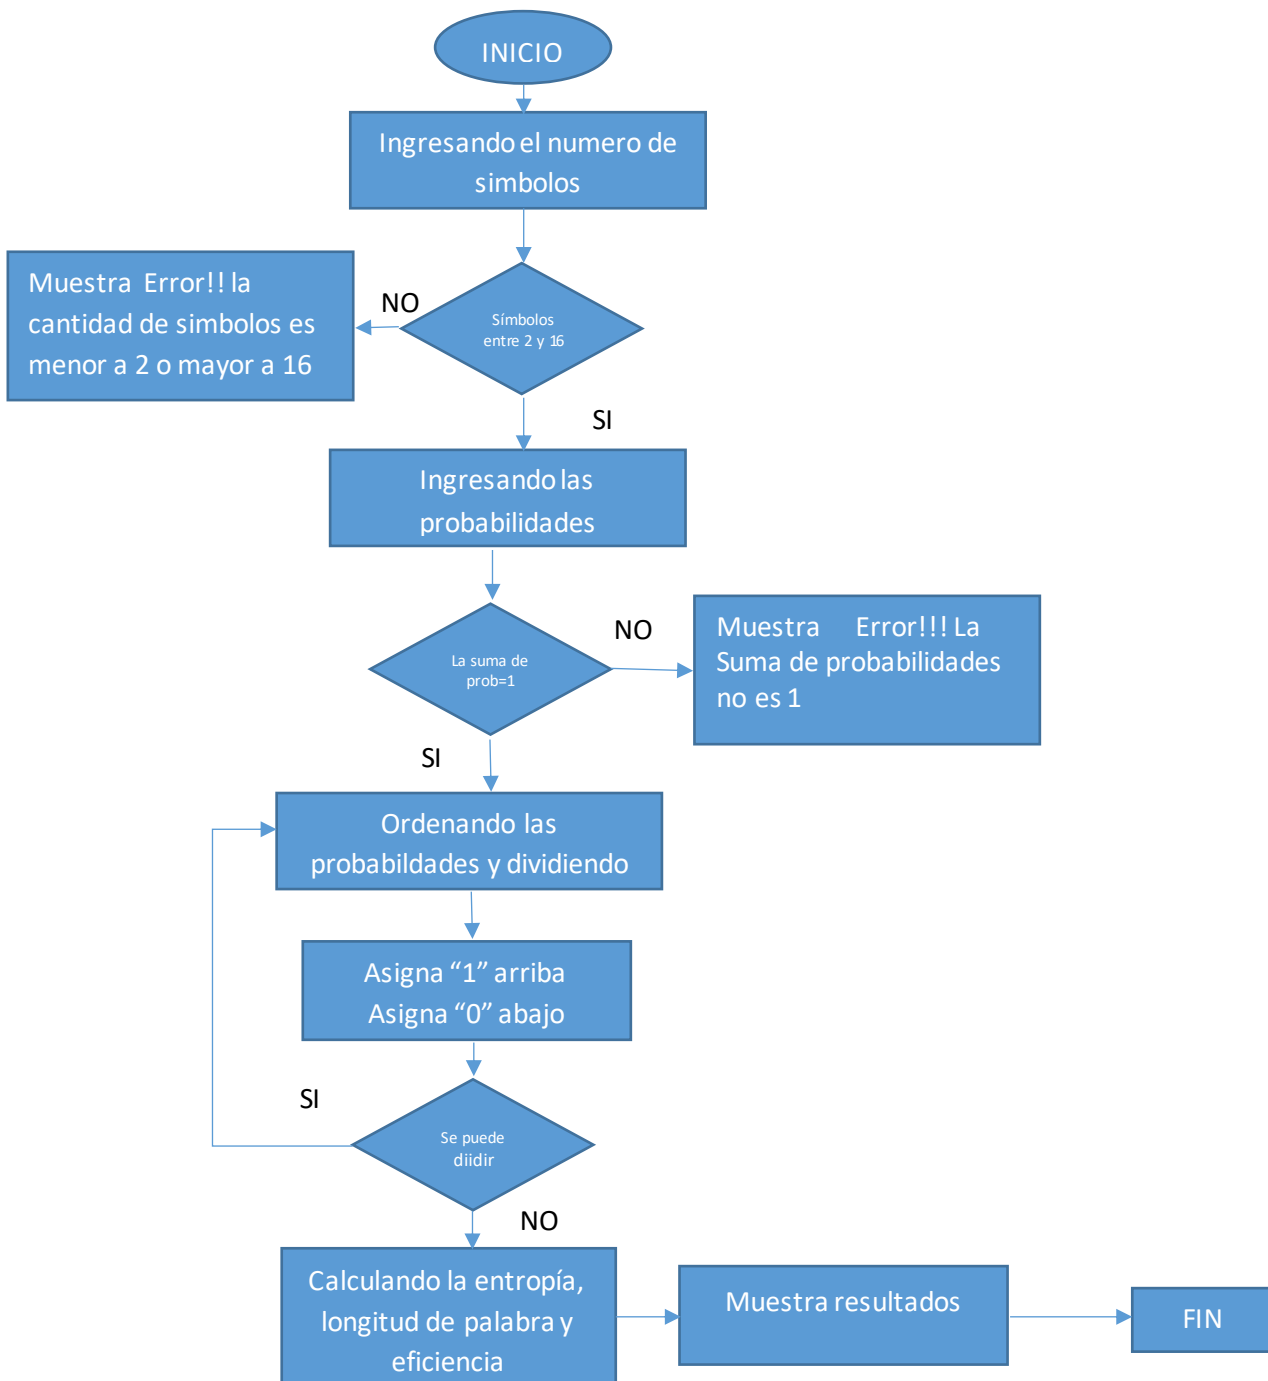 INICIO
Ingresando el numero de
simbolos
Muestra Error!! la
cantidad de simbolos es
menor a 2 o mayor a 16
NO
Símbolos
entre 2 y 16
SI
Ingresando las
probabilidades
La suma de
prob=1
NO
Muestra Error!!! La
Suma de probabilidades
no es 1
SI
Ordenando las
probabildades y dividiendo
Asigna “1” arriba
Asigna “0” abajo
SI
Se puede
diidir
NO
Calculando la entropía,
longitud de palabra y
eficiencia
Muestra resultados
FIN